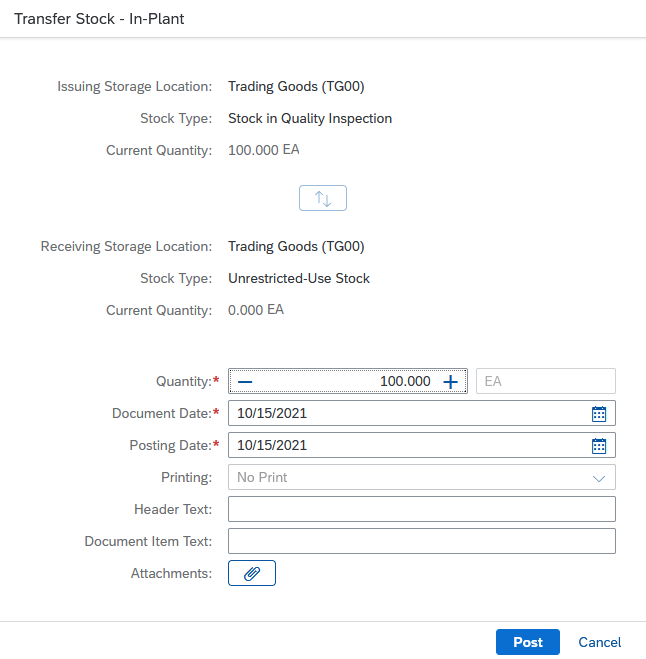 Transfer Stock - In-Plant
Issuing Storage Location: Trading Goods (TG00)
Stock Type: Stock in Quality Inspection
Current Quantity: 100.000 EA
Receiving Storage Location: Trading Goods (TG00)
Stock Type: Unrestricted-Use Stock
Current Quantity: 0.000 EA
Quantity:* 100.000 EA
Document Date:* 10/15/2021
Posting Date:* 10/15/2021
Printing: No Print
Header Text:
Document Item Text:
Attachments:
Post Cancel